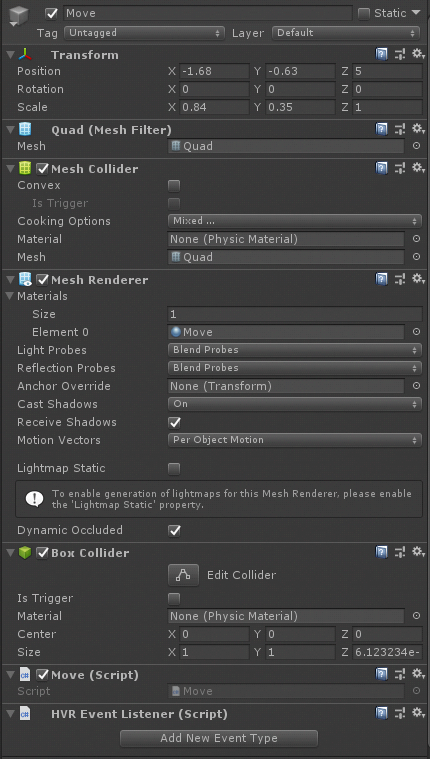 Move Static
Tag Untagged Layer Default
Transform
Position X -1.68 Y -0.63 Z 5
Rotation X 0 Y 0 Z 0
Scale X 0.84 Y 0.35 Z 1
Quad (Mesh Filter)
Mesh Quad
Mesh Collider
Convex
Is Trigger
Cooking Options Mixed ...
Material None (Physic Material)
Mesh Quad
Mesh Renderer
Materials
Size 1
Element 0 Move
Light Probes Blend Probes
Reflection Probes Blend Probes
Anchor Override None (Transform)
Cast Shadows On
Receive Shadows
Motion Vectors Per Object Motion
Lightmap Static
To enable generation of lightmaps for this Mesh Renderer, please enable
the 'Lightmap Static' property.
Dynamic Occluded
Box Collider
Edit Collider
Is Trigger
Material None (Physic Material)
Center X 0 Y 0 Z 0
Size X 1 Y 1 Z 6.123234e-
Move (Script)
Script Move
HVR Event Listener (Script)
Add New Event Type